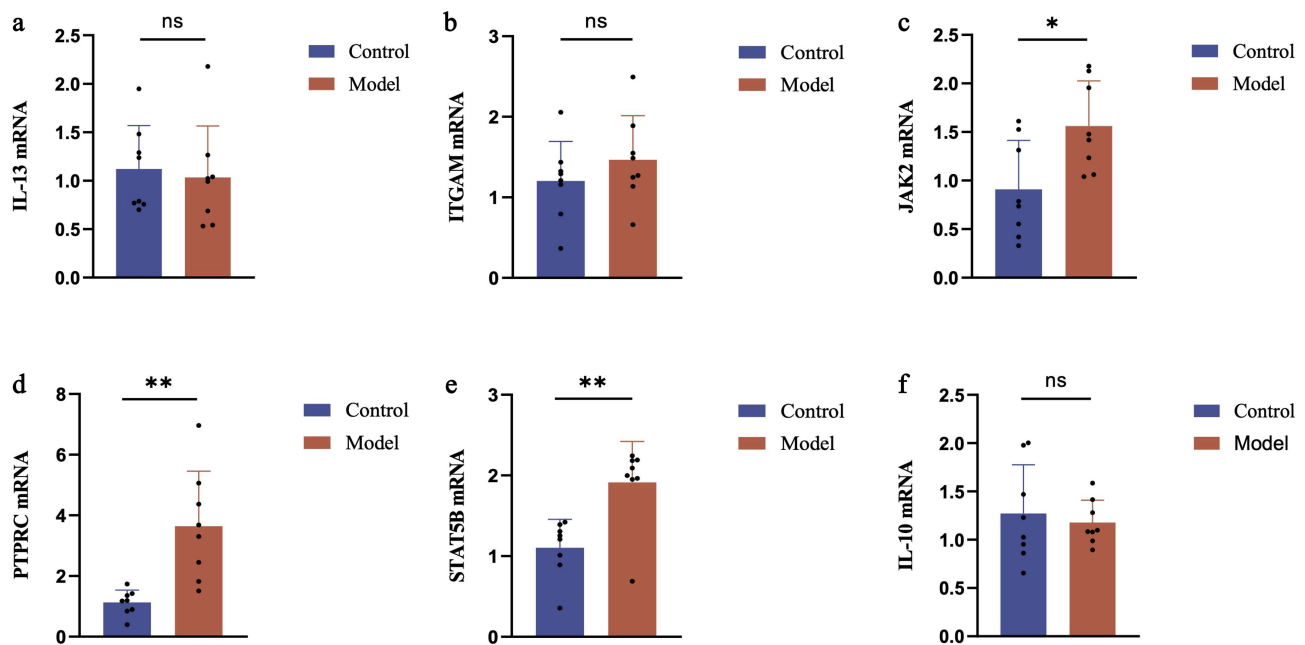 a
ns
IL-13 mRNA
2.5
2.0
1.5
1.0
0.5
0.0
Control
Model
b
ns
ITGAM mRNA
3
2
1
0
Control
Model
c
*
JAK2 mRNA
2.5
2.0
1.5
1.0
0.5
0.0
Control
Model
d
**
PTPRC mRNA
8
6
4
2
0
Control
Model
e
**
STAT5B mRNA
3
2
1
0
Control
Model
f
ns
IL-10 mRNA
2.5
2.0
1.5
1.0
0.5
0.0
Control
Model